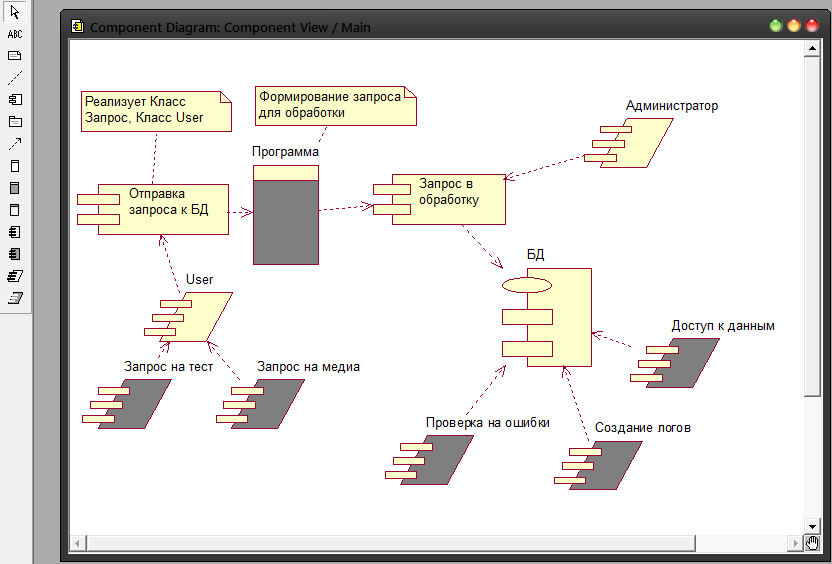 Component Diagram: Component View / Main
ABC
Реализует Класс
Запрос, Класс User
Формирование запроса
для обработки
Администратор
Программа
Отправка
запроса к БД
Запрос в
обработку
БД
User
Доступ к данным
Запрос на тест
Запрос на медиа
Проверка на ошибки
Создание логов